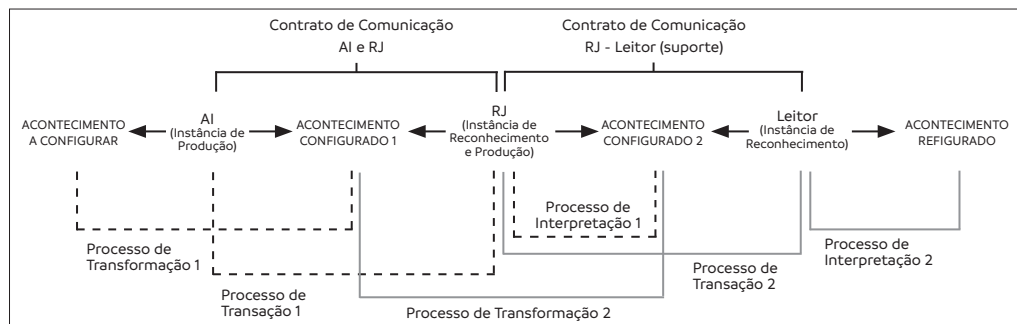 Contrato de Comunicação
AI e RJ
Contrato de Comunicação
RJ - Leitor (suporte)
ACONTECIMENTO
A CONFIGURAR
AI
(Instância de
Produção)
ACONTECIMENTO
CONFIGURADO 1
RJ
(Instância de
Reconhecimento
e Produção)
ACONTECIMENTO
CONFIGURADO 2
Leitor
(Instância de
Reconhecimento)
ACONTECIMENTO
REFIGURADO
Processo de
Transformação 1
Processo de
Interpretação 1
Processo de
Interpretação 2
Processo de
Transação 1
Processo de
Transação 2
Processo de Transformação 2